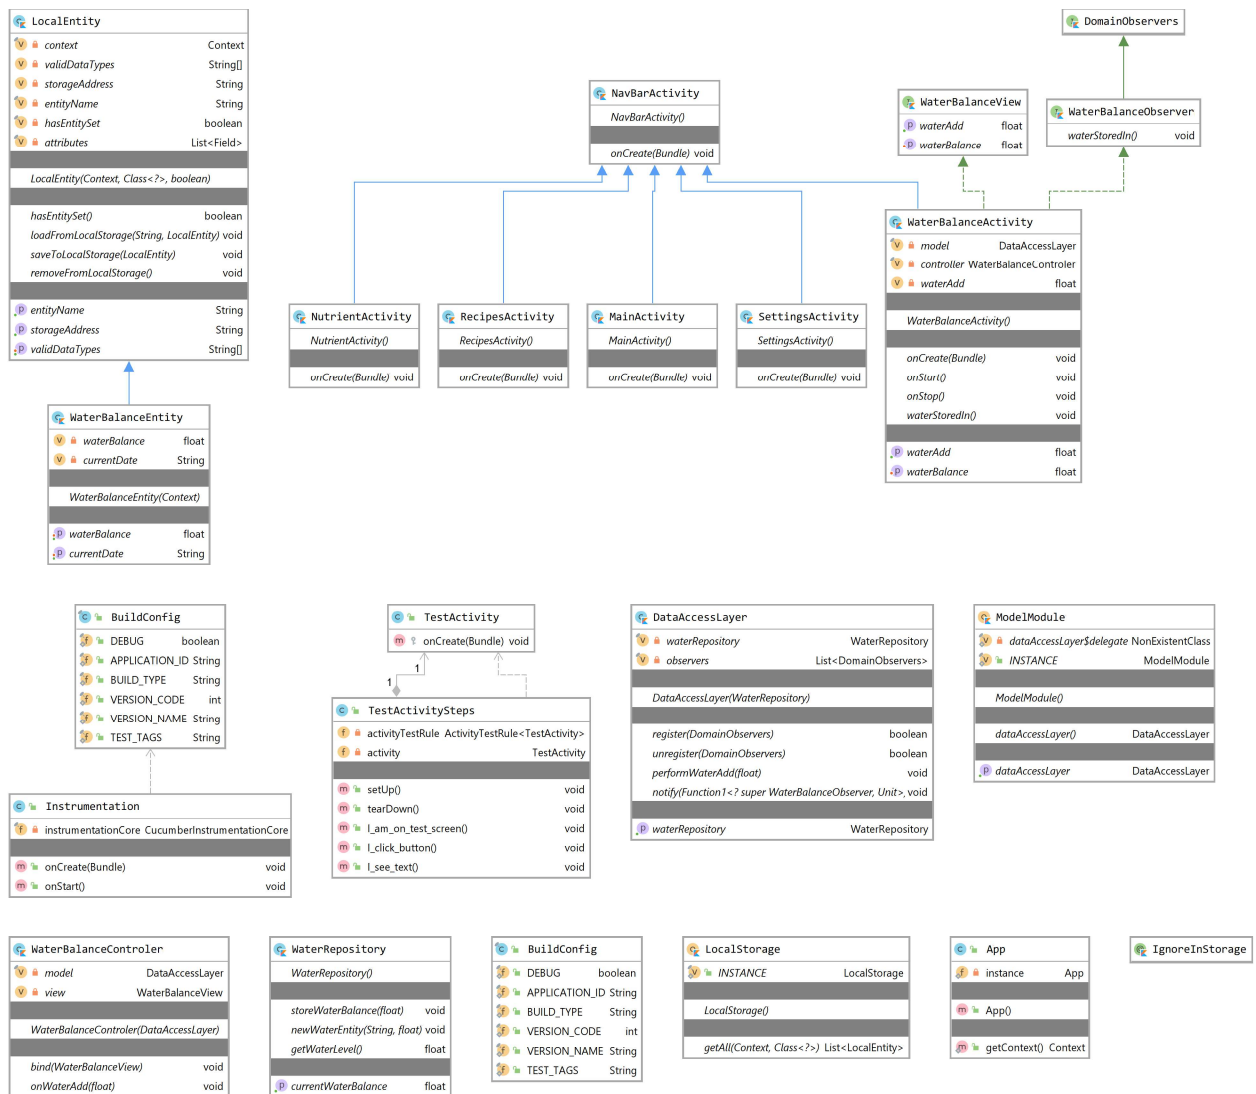 LocalEntity
context Context
validDataTypes String[]
storageAddress String
entityName String
hasEntitySet boolean
attributes List<Field>
LocalEntity(Context, Class<?>, boolean)
hasEntitySet() boolean
loadFromLocalStorage(String, LocalEntity) void
saveToLocalStorage(LocalEntity) void
removeFromLocalStorage() void
entityName String
storageAddress String
validDataTypes String[]
WaterBalanceEntity
waterBalance float
currentDate String
WaterBalanceEntity(Context)
waterBalance float
currentDate String
NavBarActivity
NavBarActivity()
onCreate(Bundle) void
NutrientActivity
NutrientActivity()
onCreate(Bundle) void
RecipesActivity
RecipesActivity()
onCreate(Bundle) void
MainActivity
MainActivity()
onCreate(Bundle) void
SettingsActivity
SettingsActivity()
onCreate(Bundle) void
DomainObservers
WaterBalanceView
waterAdd float
waterBalance float
WaterBalanceObserver
waterStoredIn() void
WaterBalanceActivity
model DataAccessLayer
controller WaterBalanceControler
waterAdd float
WaterBalanceActivity()
onCreate(Bundle) void
onStart() void
onStop() void
waterStoredIn() void
waterAdd float
waterBalance float
BuildConfig
DEBUG boolean
APPLICATION_ID String
BUILD_TYPE String
VERSION_CODE int
VERSION_NAME String
TEST_TAGS String
Instrumentation
instrumentationCore CucumberInstrumentationCore
onCreate(Bundle) void
onStart() void
TestActivity
onCreate(Bundle) void
1
1
TestActivitySteps
activityTestRule ActivityTestRule<TestActivity>
activity TestActivity
setUp() void
tearDown() void
I_am_on_test_screen() void
I_click_button() void
I_see_text() void
DataAccessLayer
waterRepository WaterRepository
observers List<DomainObservers>
DataAccessLayer(WaterRepository)
register(DomainObservers) boolean
unregister(DomainObservers) boolean
performWaterAdd(float) void
notify(Function1<? super WaterBalanceObserver, Unit>, void
waterRepository WaterRepository
ModelModule
dataAccessLayer$delegate NonExistentClass
INSTANCE ModelModule
ModelModule()
dataAccessLayer() DataAccessLayer
dataAccessLayer DataAccessLayer
WaterBalanceControler
model DataAccessLayer
view WaterBalanceView
WaterBalanceControler(DataAccessLayer)
bind(WaterBalanceView) void
onWaterAdd(float) void
WaterRepository
WaterRepository()
storeWaterBalance(float) void
newWaterEntity(String, float) void
getWaterLevel() float
currentWaterBalance float
BuildConfig
DEBUG boolean
APPLICATION_ID String
BUILD_TYPE String
VERSION_CODE int
VERSION_NAME String
TEST_TAGS String
LocalStorage
INSTANCE LocalStorage
LocalStorage()
getAll(Context, Class<?>) List<LocalEntity>
App
instance App
App()
getContext() Context
IgnoreInStorage